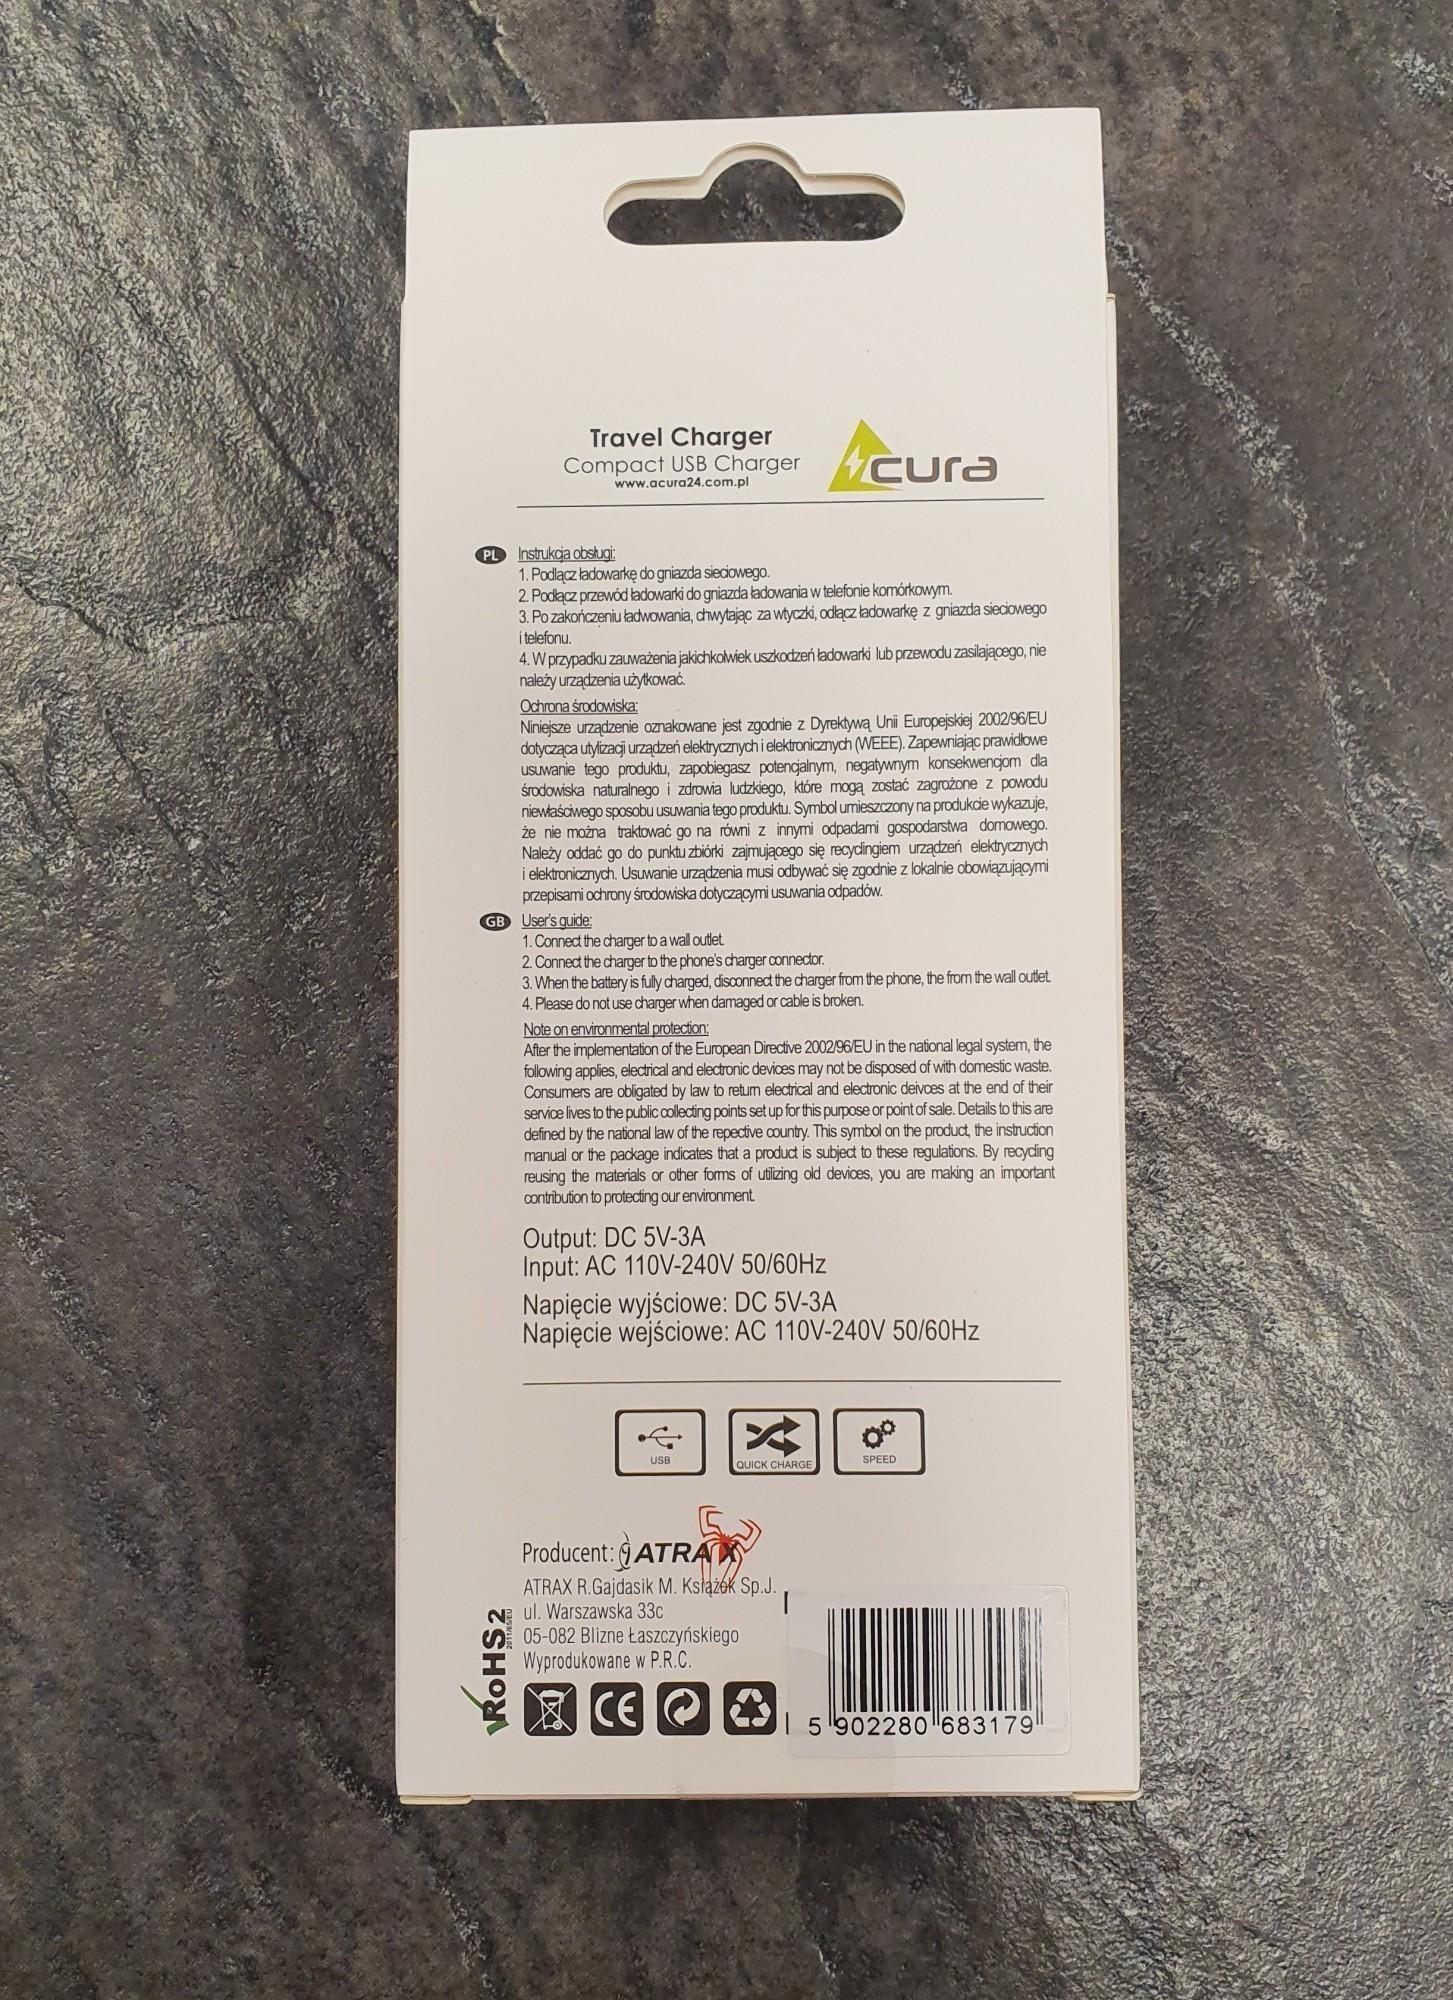 Travel Charger
Compact USB Charger
www.acura24.com.pl
cura
PL
Instrukcja obsługi:
1. Podłącz ładowarkę do gniazda sieciowego.
2. Podłącz przewód ładowarki do gniazda ładowania w telefonie komórkowym.
3. Po zakończeniu ładwowania, chwytając za wtyczki, odłącz ładowarkę z gniazda sieciowego
i telefonu.
4. W przypadku zauważenia jakichkolwiek uszkodzeń ładowarki lub przewodu zasilającego, nie
należy urządzenia użytkować.
Ochrona środowiska:
Niniejsze urządzenie oznakowane jest zgodnie z Dyrektywą Unii Europejskiej 2002/96/EU
dotycząca utylizacji urządzeń elektrycznych i elektronicznych (WEEE). Zapewniając prawidłowe
usuwanie tego produktu, zapobiegasz potencjalnym, negatywnym konsekwencjom dla
środowiska naturalnego i zdrowia ludzkiego, które mogą zostać zagrożone z powodu
niewłaściwego sposobu usuwania tego produktu. Symbol umieszczony na produkcie wykazuje,
że nie można traktować go na równi z innymi odpadami gospodarstwa domowego.
Należy oddać go do punktu zbiórki zajmującego się recyclingiem urządzeń elektrycznych
i elektronicznych. Usuwanie urządzenia musi odbywać się zgodnie z lokalnie obowiązującymi
przepisami ochrony środowiska dotyczącymi usuwania odpadów.
GB
User's guide:
1. Connect the charger to a wall outlet.
2. Connect the charger to the phone's charger connector.
3. When the battery is fully charged, disconnect the charger from the phone, the from the wall outlet.
4. Please do not use charger when damaged or cable is broken.
Note on environmental protection:
After the implementation of the European Directive 2002/96/EU in the national legal system, the
following applies, electrical and electronic devices may not be disposed of with domestic waste.
Consumers are obligated by law to return electrical and electronic deivces at the end of their
service lives to the public collecting points set up for this purpose or point of sale. Details to this are
defined by the national law of the repective country. This symbol on the product, the instruction
manual or the package indicates that a product is subject to these regulations. By recycling
reusing the materials or other forms of utilizing old devices, you are making an important
contribution to protecting our environment.
Output: DC 5V-3A
Input: AC 110V-240V 50/60Hz
Napięcie wyjściowe: DC 5V-3A
Napięcie wejściowe: AC 110V-240V 50/60Hz
USB
QUICK CHARGE
SPEED
Producent: ATRAX
ATRAX R.Gajdasik M. Książok Sp.J.
ul. Warszawska 33c
05-082 Blizne Łaszczyńskiego
Wyprodukowane w P.R.C.
RoHS2
2011/65/EU
CE
5 902280 683179